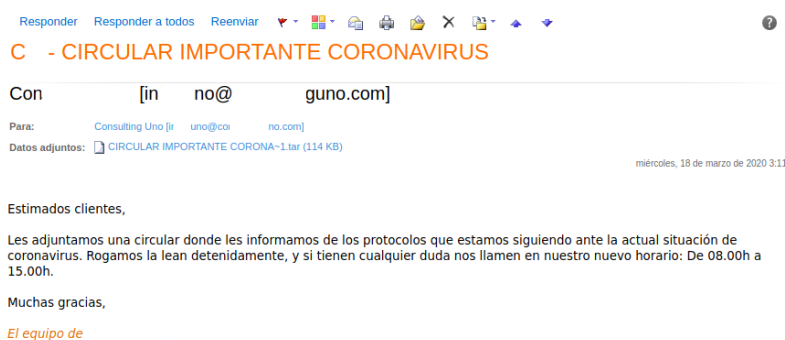 Responder Responder a todos Reenviar
C - CIRCULAR IMPORTANTE CORONAVIRUS
Con [in no@ guno.com]
Para: Consulting Uno [ir uno@coi no.com]
Datos adjuntos: CIRCULAR IMPORTANTE CORONA~1.tar (114 KB)
miércoles, 18 de marzo de 2020 3:11
Estimados clientes,
Les adjuntamos una circular donde les informamos de los protocolos que estamos siguiendo ante la actual situación de
coronavirus. Rogamos la lean detenidamente, y si tienen cualquier duda nos llamen en nuestro nuevo horario: De 08.00h a
15.00h.
Muchas gracias,
El equipo de